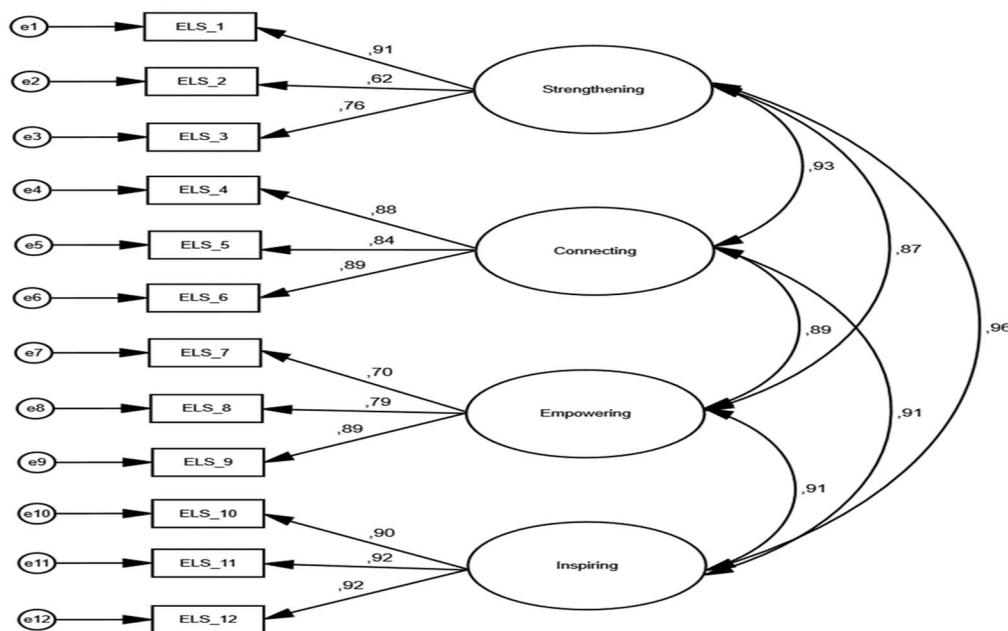 e1
ELS_1
,91
e2
ELS_2
,62
Strengthening
e3
ELS_3
,76
e4
ELS_4
,93
,88
e5
ELS_5
,84
Connecting
,87
e6
ELS_6
,89
,89
,96
e7
ELS_7
,70
e8
ELS_8
,79
Empowering
,91
e9
ELS_9
,89
,91
e10
ELS_10
,90
e11
ELS_11
,92
Inspiring
e12
ELS_12
,92